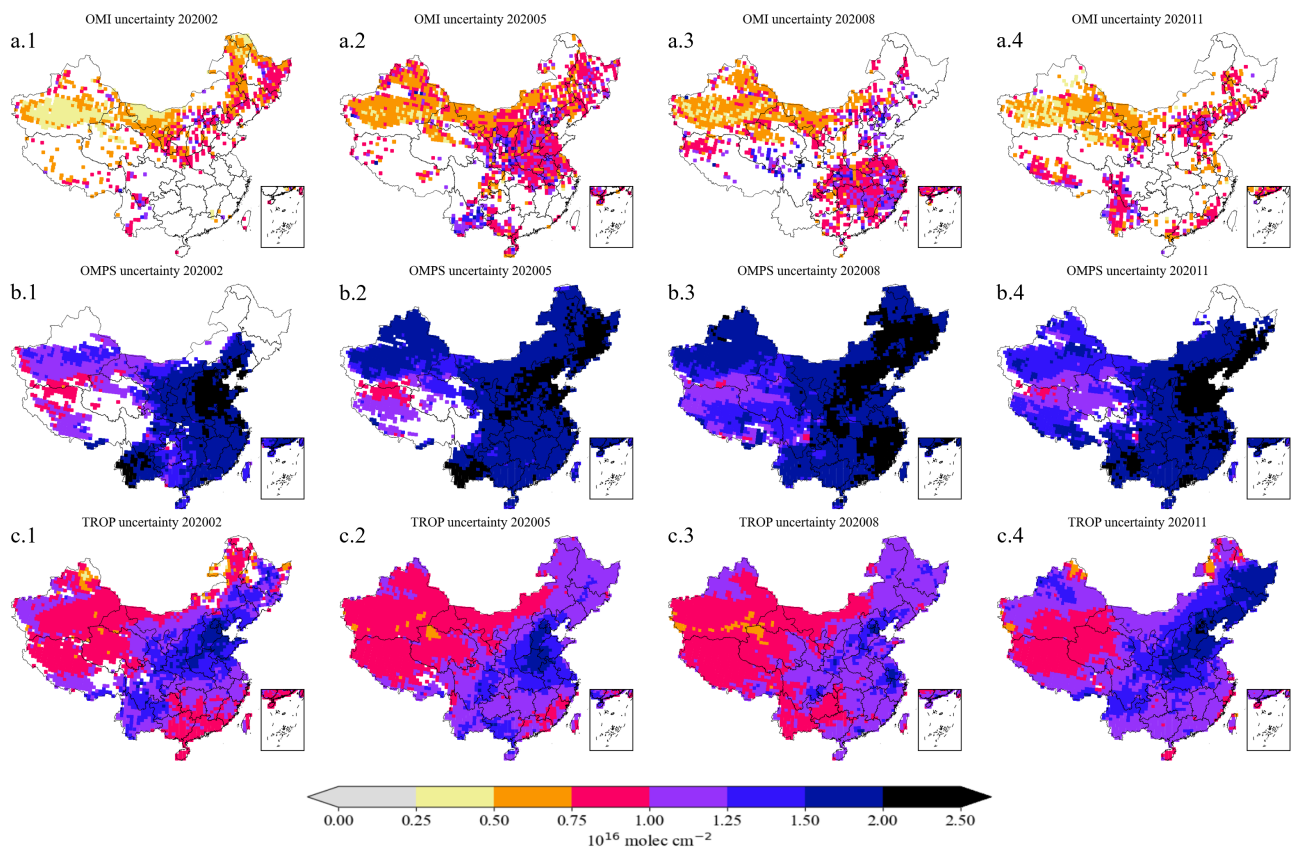 OMI uncertainty 202002
OMI uncertainty 202005
OMI uncertainty 202008
OMI uncertainty 202011
a.1
a.2
a.3
a.4
OMPS uncertainty 202002
OMPS uncertainty 202005
OMPS uncertainty 202008
OMPS uncertainty 202011
b.1
b.2
b.3
b.4
TROP uncertainty 202002
TROP uncertainty 202005
TROP uncertainty 202008
TROP uncertainty 202011
c.1
c.2
c.3
c.4
0.00 0.25 0.50 0.75 1.00 1.25 1.50 2.00 2.50
10¹⁶ molec cm⁻²